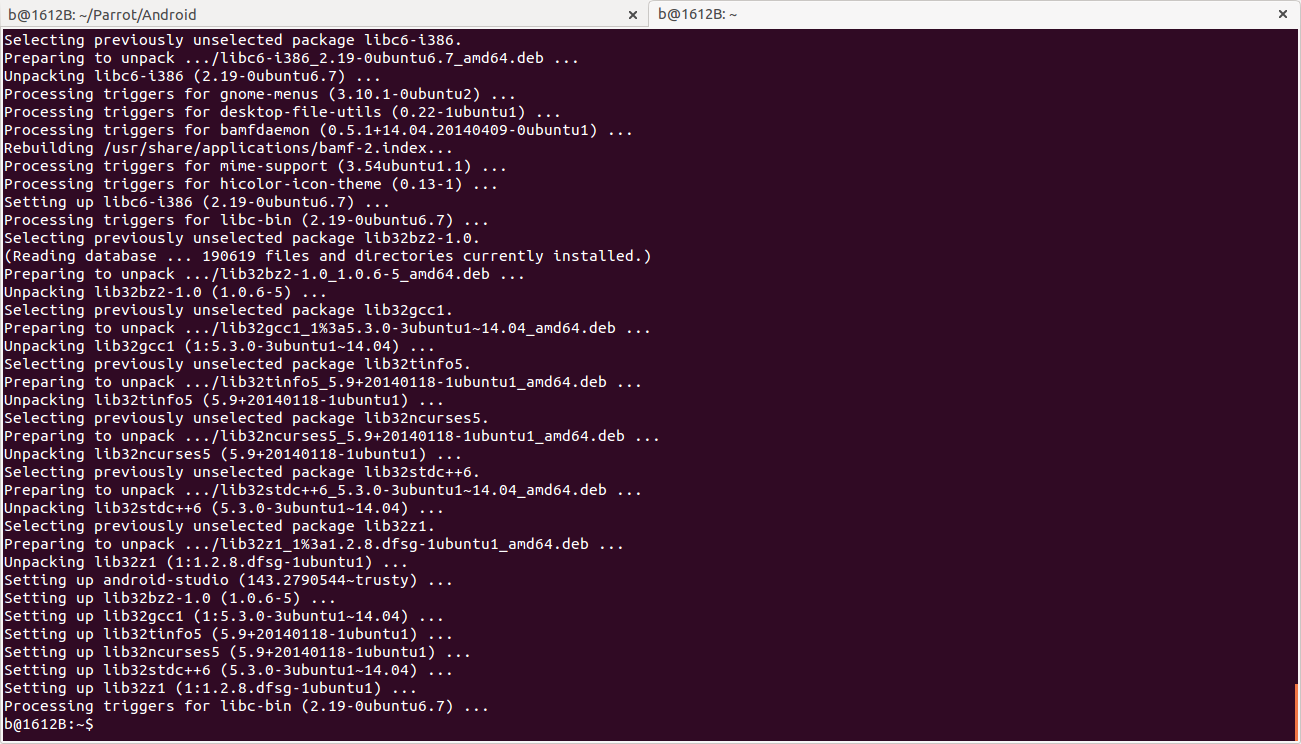 b@1612B: ~/Parrot/Android
b@1612B: ~
Selecting previously unselected package libc6-i386.
Preparing to unpack .../libc6-i386_2.19-0ubuntu6.7_amd64.deb ...
Unpacking libc6-i386 (2.19-0ubuntu6.7) ...
Processing triggers for gnome-menus (3.10.1-0ubuntu2) ...
Processing triggers for desktop-file-utils (0.22-1ubuntu1) ...
Processing triggers for bamfdaemon (0.5.1+14.04.20140409-0ubuntu1) ...
Rebuilding /usr/share/applications/bamf-2.index...
Processing triggers for mime-support (3.54ubuntu1.1) ...
Processing triggers for hicolor-icon-theme (0.13-1) ...
Setting up libc6-i386 (2.19-0ubuntu6.7) ...
Processing triggers for libc-bin (2.19-0ubuntu6.7) ...
Selecting previously unselected package lib32bz2-1.0.
(Reading database ... 190619 files and directories currently installed.)
Preparing to unpack .../lib32bz2-1.0_1.0.6-5_amd64.deb ...
Unpacking lib32bz2-1.0 (1.0.6-5) ...
Selecting previously unselected package lib32gcc1.
Preparing to unpack .../lib32gcc1_1%3a5.3.0-3ubuntu1~14.04_amd64.deb ...
Unpacking lib32gcc1 (1:5.3.0-3ubuntu1~14.04) ...
Selecting previously unselected package lib32tinfo5.
Preparing to unpack .../lib32tinfo5_5.9+20140118-1ubuntu1_amd64.deb ...
Unpacking lib32tinfo5 (5.9+20140118-1ubuntu1) ...
Selecting previously unselected package lib32ncurses5.
Preparing to unpack .../lib32ncurses5_5.9+20140118-1ubuntu1_amd64.deb ...
Unpacking lib32ncurses5 (5.9+20140118-1ubuntu1) ...
Selecting previously unselected package lib32stdc++6.
Preparing to unpack .../lib32stdc++6_5.3.0-3ubuntu1~14.04_amd64.deb ...
Unpacking lib32stdc++6 (5.3.0-3ubuntu1~14.04) ...
Selecting previously unselected package lib32z1.
Preparing to unpack .../lib32z1_1%3a1.2.8.dfsg-1ubuntu1_amd64.deb ...
Unpacking lib32z1 (1:1.2.8.dfsg-1ubuntu1) ...
Setting up android-studio (143.2790544~trusty) ...
Setting up lib32bz2-1.0 (1.0.6-5) ...
Setting up lib32gcc1 (1:5.3.0-3ubuntu1~14.04) ...
Setting up lib32tinfo5 (5.9+20140118-1ubuntu1) ...
Setting up lib32ncurses5 (5.9+20140118-1ubuntu1) ...
Setting up lib32stdc++6 (5.3.0-3ubuntu1~14.04) ...
Setting up lib32z1 (1:1.2.8.dfsg-1ubuntu1) ...
Processing triggers for libc-bin (2.19-0ubuntu6.7) ...
b@1612B:~$